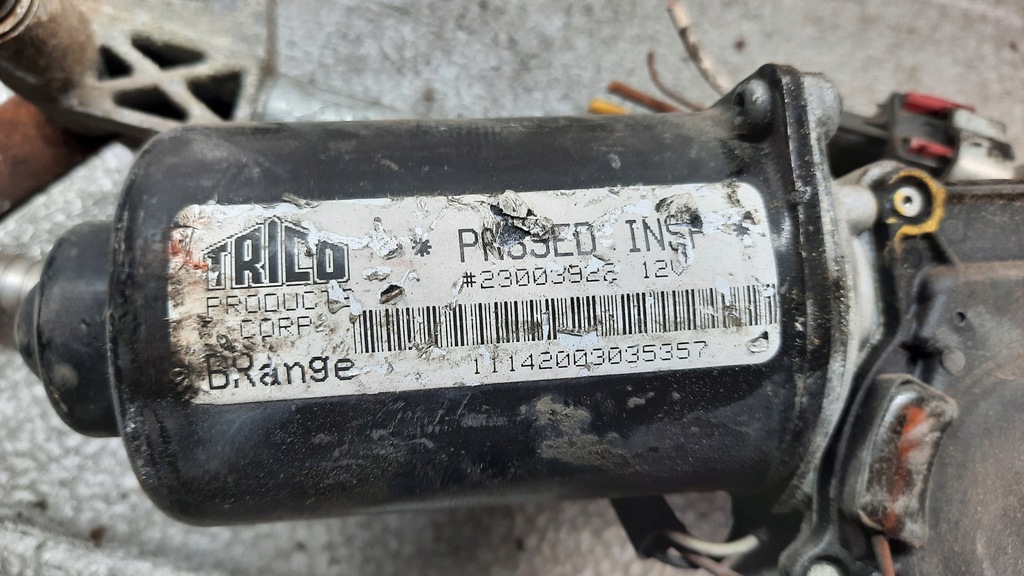 TRICO
* PASSED INSP *
#23003922 12V
PRODUCTS
CORP.
BRange
11142003035357